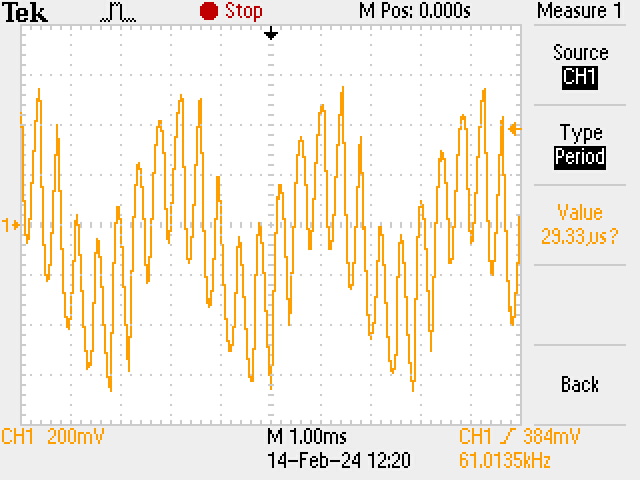 Tek Stop M Pos: 0.000s Measure 1
Source
CH1
Type
Period
1
Value
29.33µs?
Back
CH1 200mV M 1.00ms CH1 384mV
14-Feb-24 12:20 61.0135kHz